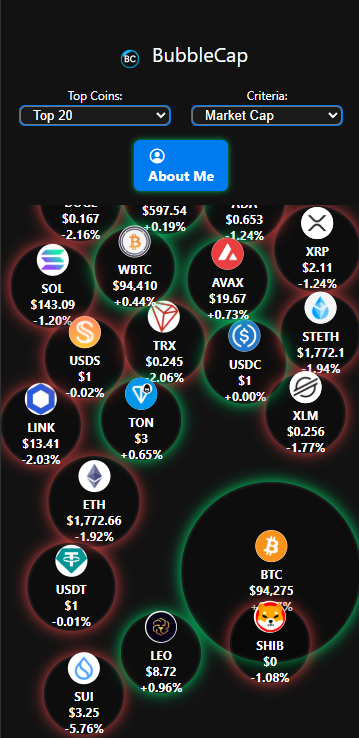 BC BubbleCap
Top Coins:
Criteria:
Top 20
Market Cap
About Me
DOGE
$0.167
-2.16%
$597.54
+0.19%
ADA
$0.653
-1.24%
XRP
$2.11
-1.24%
SOL
$143.09
-1.20%
WBTC
$94,410
+0.44%
AVAX
$19.67
+0.73%
STETH
$1,772.1
-1.94%
USDS
$1
-0.02%
TRX
$0.245
-2.06%
USDC
$1
+0.00%
XLM
$0.256
-1.77%
LINK
$13.41
-2.03%
TON
$3
+0.65%
ETH
$1,772.66
-1.92%
BTC
$94,275
USDT
$1
-0.01%
SHIB
$0
-1.08%
LEO
$8.72
+0.96%
SUI
$3.25
-5.76%